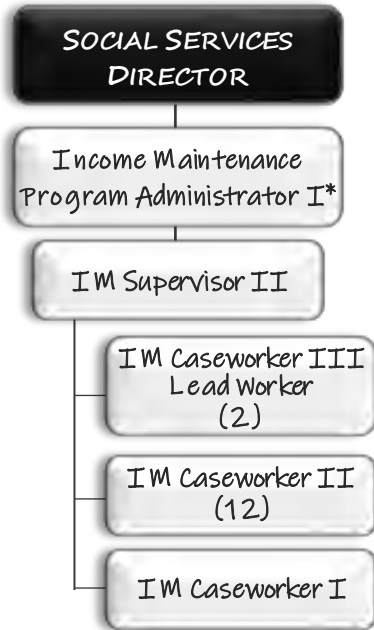 SOCIAL SERVICES
DIRECTOR
Income Maintenance
Program Administrator I*
IM Supervisor II
IM Caseworker III
Lead Worker
(2)
IM Caseworker II
(12)
IM Caseworker I